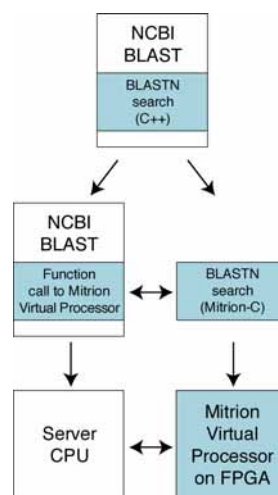 NCBI
BLAST
BLASTN
search
(C++)
NCBI
BLAST
Function
call to Mitrion
Virtual Processor
BLASTN
search
(Mitrion-C)
Server
CPU
Mitrion
Virtual
Processor
on FPGA